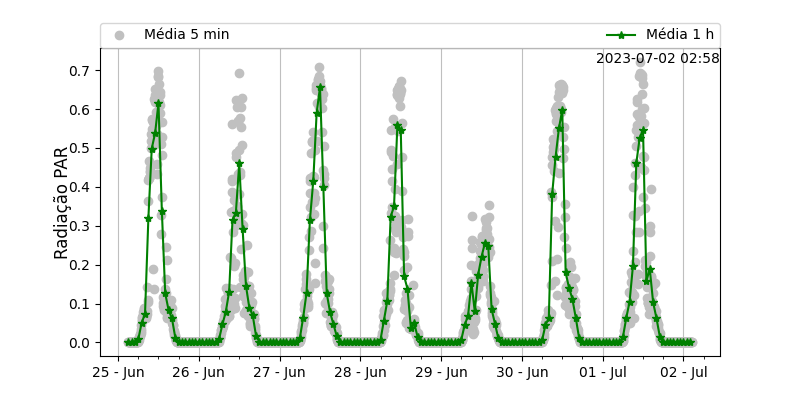 Média 5 min
Média 1 h
2023-07-02 02:58
Radiação PAR
0.7
0.6
0.5
0.4
0.3
0.2
0.1
0.0
25 - Jun
26 - Jun
27 - Jun
28 - Jun
29 - Jun
30 - Jun
01 - Jul
02 - Jul